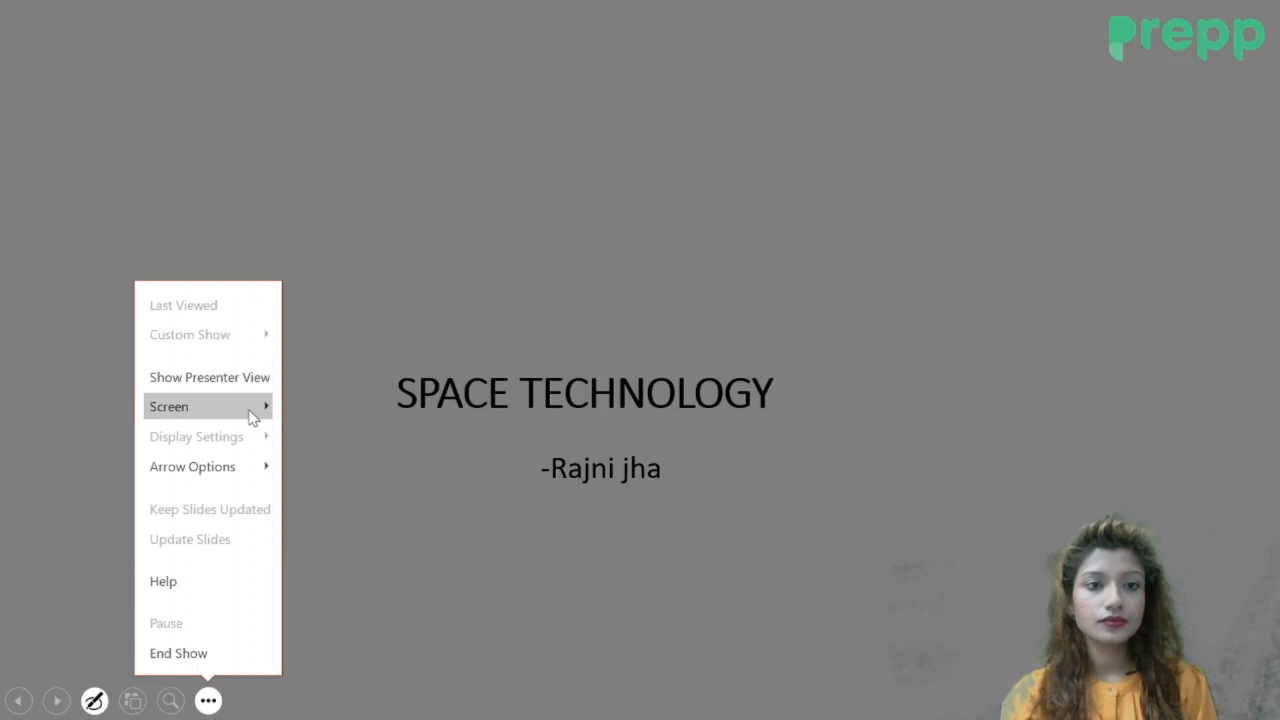 Prepp
Last Viewed
Custom Show
Show Presenter View
Screen
Display Settings
Arrow Options
Keep Slides Updated
Update Slides
Help
Pause
End Show
SPACE TECHNOLOGY
-Rajni jha